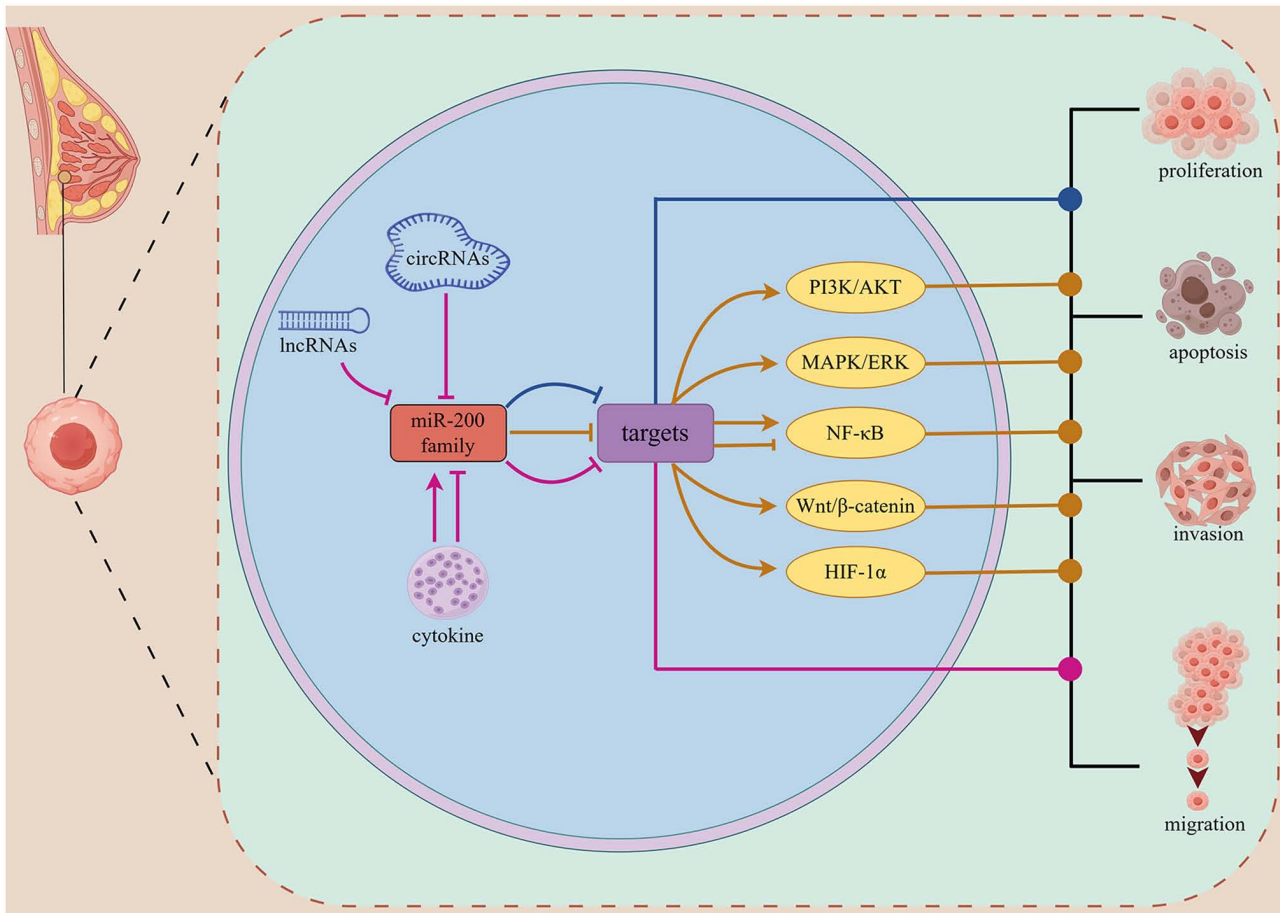 circRNAs
lncRNAs
miR-200
family
cytokine
targets
PI3K/AKT
MAPK/ERK
NF-κB
Wnt/β-catenin
HIF-1α
proliferation
apoptosis
invasion
migration